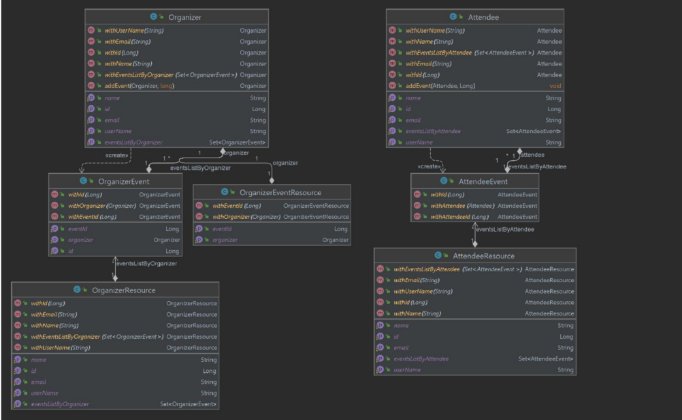 Organizer
withUserName(String) Organizer
withEmail(String) Organizer
withId(Long) Organizer
withName(String) Organizer
withEventsListByOrganizer (Set<OrganizerEvent>) Organizer
addEvent(Organizer, long) Organizer
name String
id Long
email String
userName String
eventsListByOrganizer Set<OrganizerEvent>
Attendee
withUserName(String) Attendee
withName(String) Attendee
withEventsListByAttendee (Set<AttendeeEvent>) Attendee
withEmail(String) Attendee
withId(Long) Attendee
addEvent(Attendee, Long) void
name String
id Long
email String
eventsListByAttendee Set<AttendeeEvent>
userName String
«create»
1
1 *
organizer
eventsListByOrganizer
1
1
organizer
1
OrganizerEvent
withId(Long) OrganizerEvent
withOrganizer(Organizer) OrganizerEvent
withEventId(Long) OrganizerEvent
eventId Long
organizer Organizer
id Long
OrganizerEventResource
withEventId(Long) OrganizerEventResource
withOrganizer(Organizer) OrganizerEventResource
eventId Long
organizer Organizer
eventsListByOrganizer
1
OrganizerResource
withId(Long) OrganizerResource
withEmail(String) OrganizerResource
withName(String) OrganizerResource
withEventsListByOrganizer (Set<OrganizerEvent>) OrganizerResource
withUserName(String) OrganizerResource
name String
id Long
email String
userName String
eventsListByOrganizer Set<OrganizerEvent>
attendee
«create»
eventsListByAttendee
1
AttendeeEvent
withId(Long) AttendeeEvent
withAttendee(Attendee) AttendeeEvent
withAttendeeId(Long) AttendeeEvent
eventsListByAttendee
1
AttendeeResource
withEventsListByAttendee (Set<AttendeeEvent>) AttendeeResource
withEmail(String) AttendeeResource
withUserName(String) AttendeeResource
withId(Long) AttendeeResource
withName(String) AttendeeResource
name String
id Long
email String
eventsListByAttendee Set<AttendeeEvent>
userName String